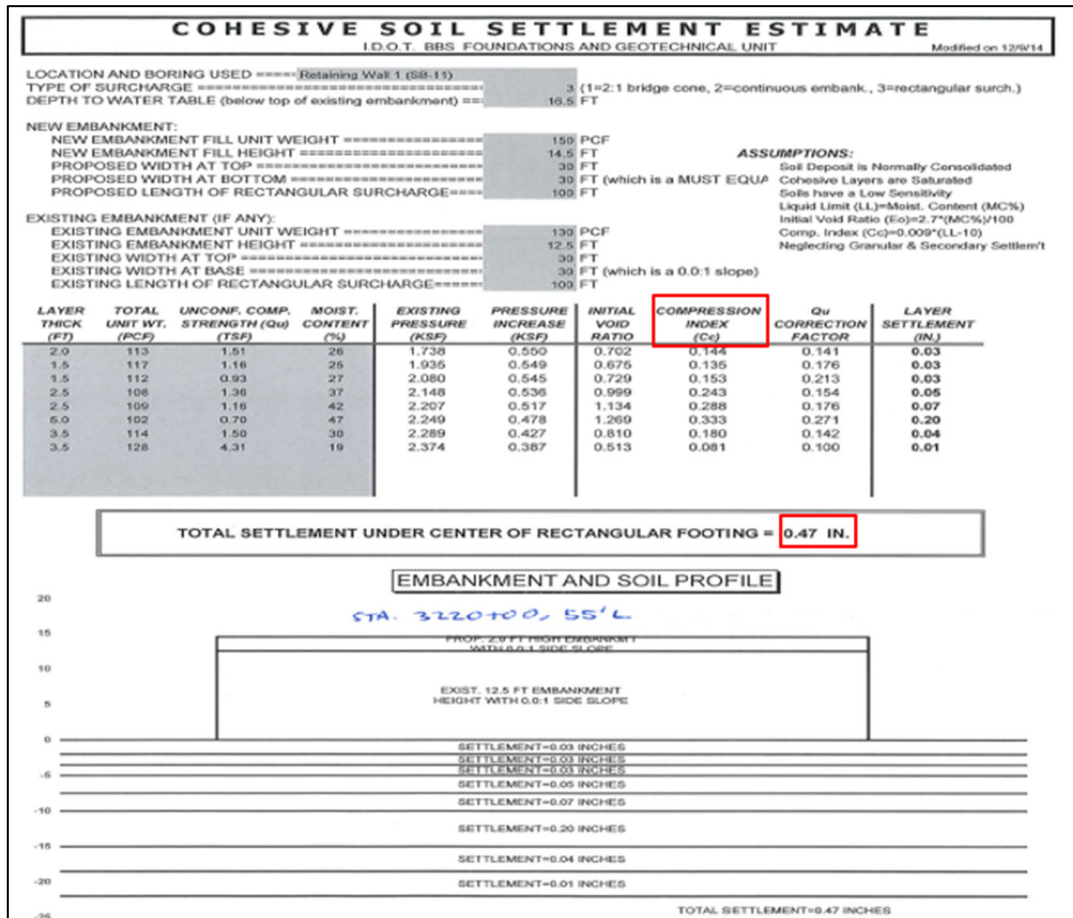 COHESIVE SOIL SETTLEMENT ESTIMATE
I.D.O.T. BBS FOUNDATIONS AND GEOTECHNICAL UNIT Modified on 12/9/14
LOCATION AND BORING USED ===== Retaining Wall 1 (SB-11)
TYPE OF SURCHARGE ================================ 3 (1=2:1 bridge cone, 2=continuous embank., 3=rectangular surch.)
DEPTH TO WATER TABLE (below top of existing embankment) == 16.5 FT
NEW EMBANKMENT:
NEW EMBANKMENT FILL UNIT WEIGHT ================ 150 PCF
NEW EMBANKMENT FILL HEIGHT ===================== 14.5 FT
PROPOSED WIDTH AT TOP ========================== 30 FT
PROPOSED WIDTH AT BOTTOM ======================= 30 FT (which is a MUST EQUA
PROPOSED LENGTH OF RECTANGULAR SURCHARGE==== 100 FT
ASSUMPTIONS:
Soil Deposit is Normally Consolidated
Cohesive Layers are Saturated
Soils have a Low Sensitivity
Liquid Limit (LL)=Moist. Content (MC%)
Initial Void Ratio (Eo)=2.7*(MC%)/100
Comp. Index (Cc)=0.009*(LL-10)
Neglecting Granular & Secondary Settlem't
EXISTING EMBANKMENT (IF ANY):
EXISTING EMBANKMENT UNIT WEIGHT ================ 130 PCF
EXISTING EMBANKMENT HEIGHT ===================== 12.5 FT
EXISTING WIDTH AT TOP ========================== 30 FT
EXISTING WIDTH AT BASE ========================= 30 FT (which is a 0.0:1 slope)
EXISTING LENGTH OF RECTANGULAR SURCHARGE====== 100 FT
LAYER TOTAL UNCONF. COMP. MOIST. EXISTING PRESSURE INITIAL COMPRESSION Qu LAYER
THICK UNIT WT. STRENGTH (Qu) CONTENT PRESSURE INCREASE VOID INDEX CORRECTION SETTLEMENT
(FT) (PCF) (TSF) (%) (KSF) (KSF) RATIO (Cc) FACTOR (IN.)
2.0 113 1.51 26 1.738 0.550 0.702 0.144 0.141 0.03
1.5 117 1.16 25 1.935 0.549 0.675 0.135 0.176 0.03
1.5 112 0.93 27 2.080 0.545 0.729 0.153 0.213 0.03
2.5 108 1.36 37 2.148 0.536 0.999 0.243 0.154 0.05
2.5 109 1.16 42 2.207 0.517 1.134 0.288 0.176 0.07
5.0 102 0.70 47 2.249 0.478 1.269 0.333 0.271 0.20
3.5 114 1.50 30 2.289 0.427 0.810 0.180 0.142 0.04
3.5 128 4.31 19 2.374 0.387 0.513 0.081 0.100 0.01
TOTAL SETTLEMENT UNDER CENTER OF RECTANGULAR FOOTING = 0.47 IN.
EMBANKMENT AND SOIL PROFILE
20
STA. 3220+00, 55'L
15
PROP. 2.0 FT HIGH EMBANKM'T
WITH 0.0:1 SIDE SLOPE
10
EXIST. 12.5 FT EMBANKMENT
HEIGHT WITH 0.0:1 SIDE SLOPE
5
0
SETTLEMENT=0.03 INCHES
SETTLEMENT=0.03 INCHES
SETTLEMENT=0.03 INCHES
-5
SETTLEMENT=0.05 INCHES
SETTLEMENT=0.07 INCHES
-10
SETTLEMENT=0.20 INCHES
-15
SETTLEMENT=0.04 INCHES
-20
SETTLEMENT=0.01 INCHES
TOTAL SETTLEMENT=0.47 INCHES
-25